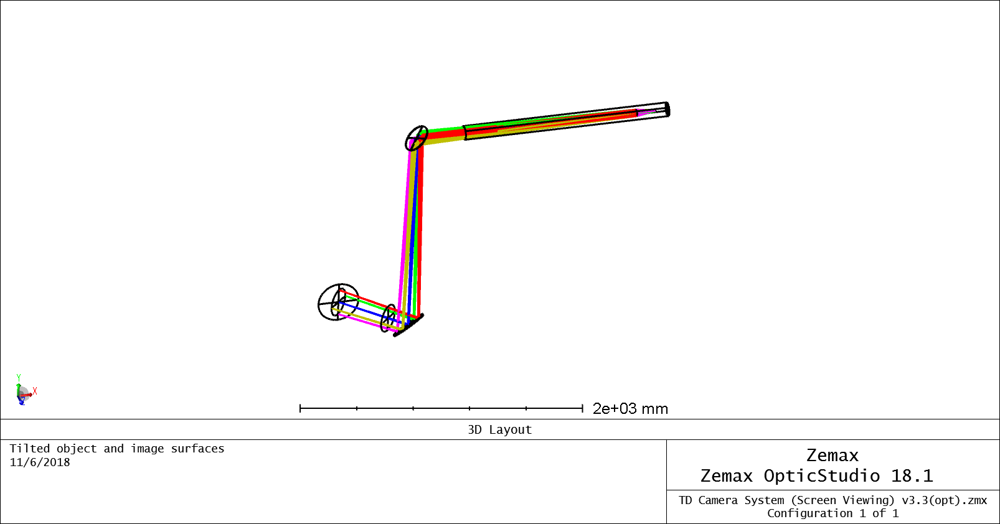 Y
X
Z
2e+03 mm
3D Layout
Tilted object and image surfaces
11/6/2018
Zemax
Zemax OpticStudio 18.1
TD Camera System (Screen Viewing) v3.3(opt).zmx
Configuration 1 of 1